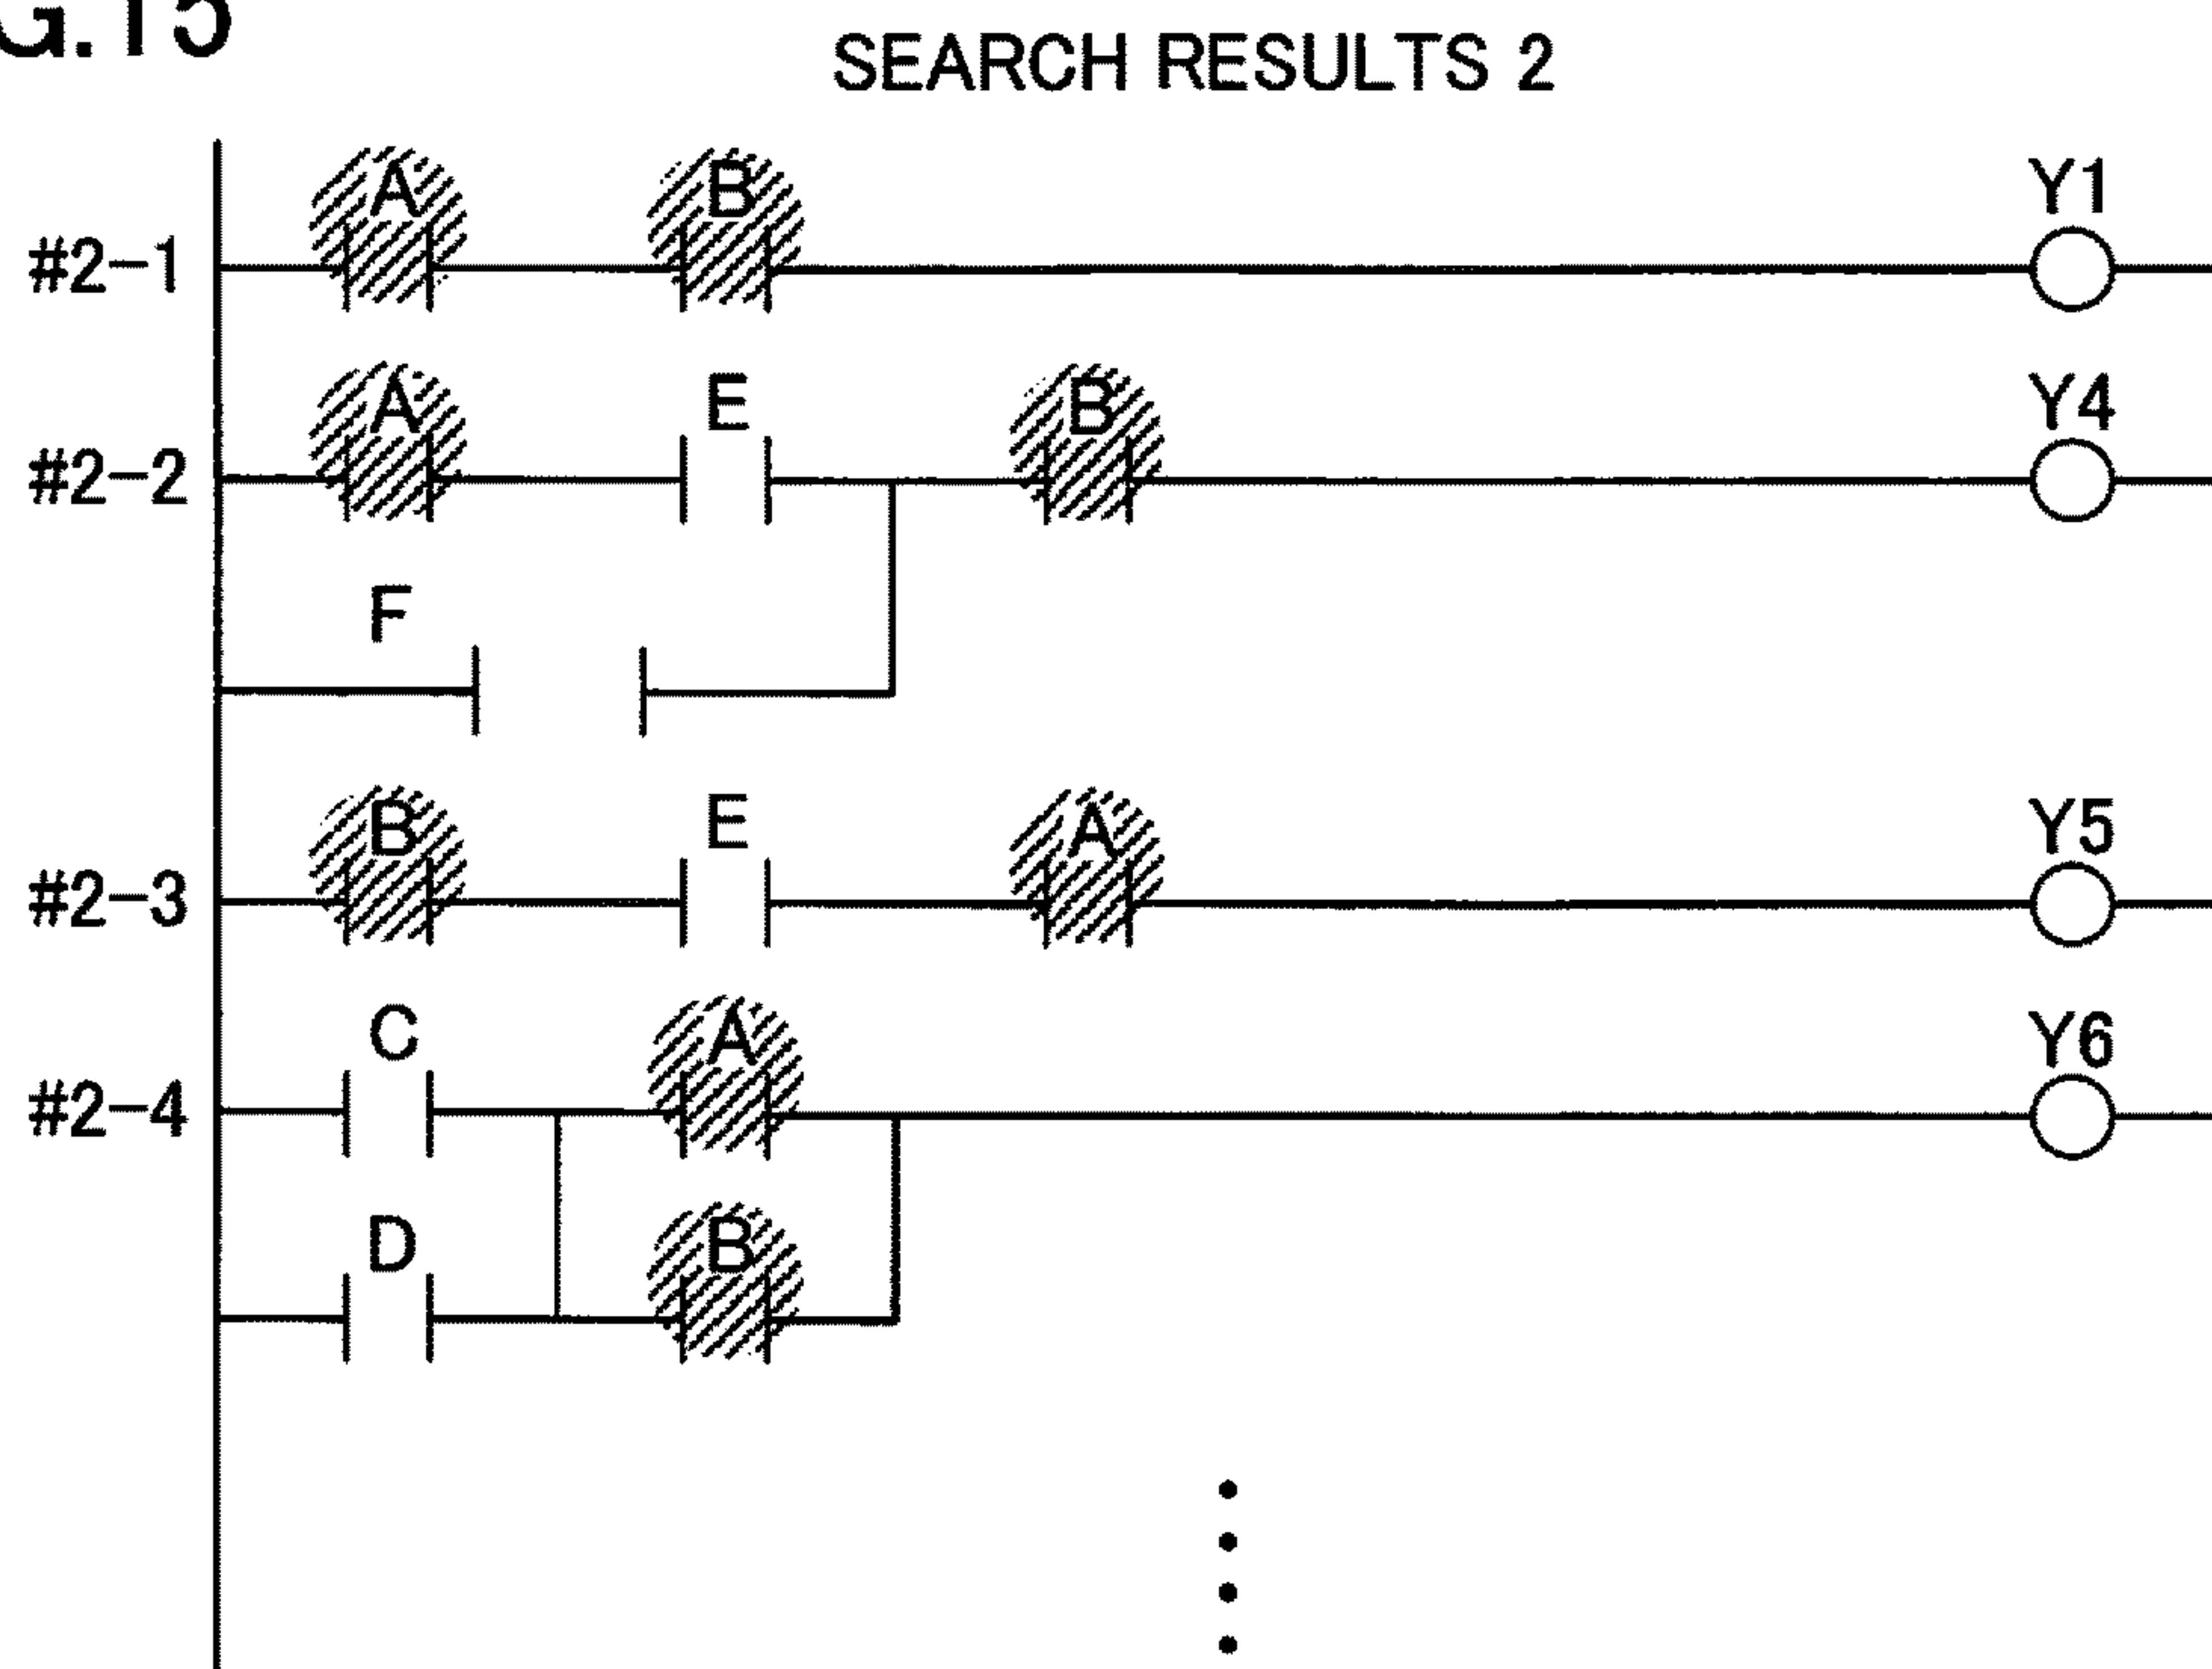 G.15
SEARCH RESULTS 2
A B Y1
#2-1
A E B Y4
#2-2
F
B E A Y5
#2-3
C A Y6
#2-4
D B